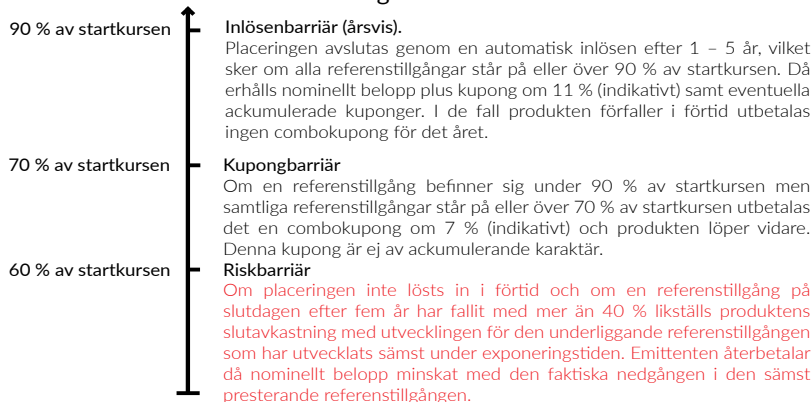 90 % av startkursen
Inlösenbarriär (årsvis).
Placeringen avslutas genom en automatisk inlösen efter 1 – 5 år, vilket
sker om alla referenstillgångar står på eller över 90 % av startkursen. Då
erhålls nominellt belopp plus kupong om 11 % (indikativt) samt eventuella
ackumulerade kuponger. I de fall produkten förfaller i förtid utbetalas
ingen combokupong för det året.
70 % av startkursen
Kupongbarriär
Om en referenstillgång befinner sig under 90 % av startkursen men
samtliga referenstillgångar står på eller över 70 % av startkursen utbetalas
det en combokupong om 7 % (indikativt) och produkten löper vidare.
Denna kupong är ej av ackumulerande karaktär.
60 % av startkursen
Riskbarriär
Om placeringen inte lösts in i förtid och om en referenstillgång på
slutdagen efter fem år har fallit med mer än 40 % likställs produktens
slutavkastning med utvecklingen för den underliggande referenstillgången
som har utvecklats sämst under exponeringstiden. Emittenten återbetalar
då nominellt belopp minskat med den faktiska nedgången i den sämst
presterande referenstillgången.